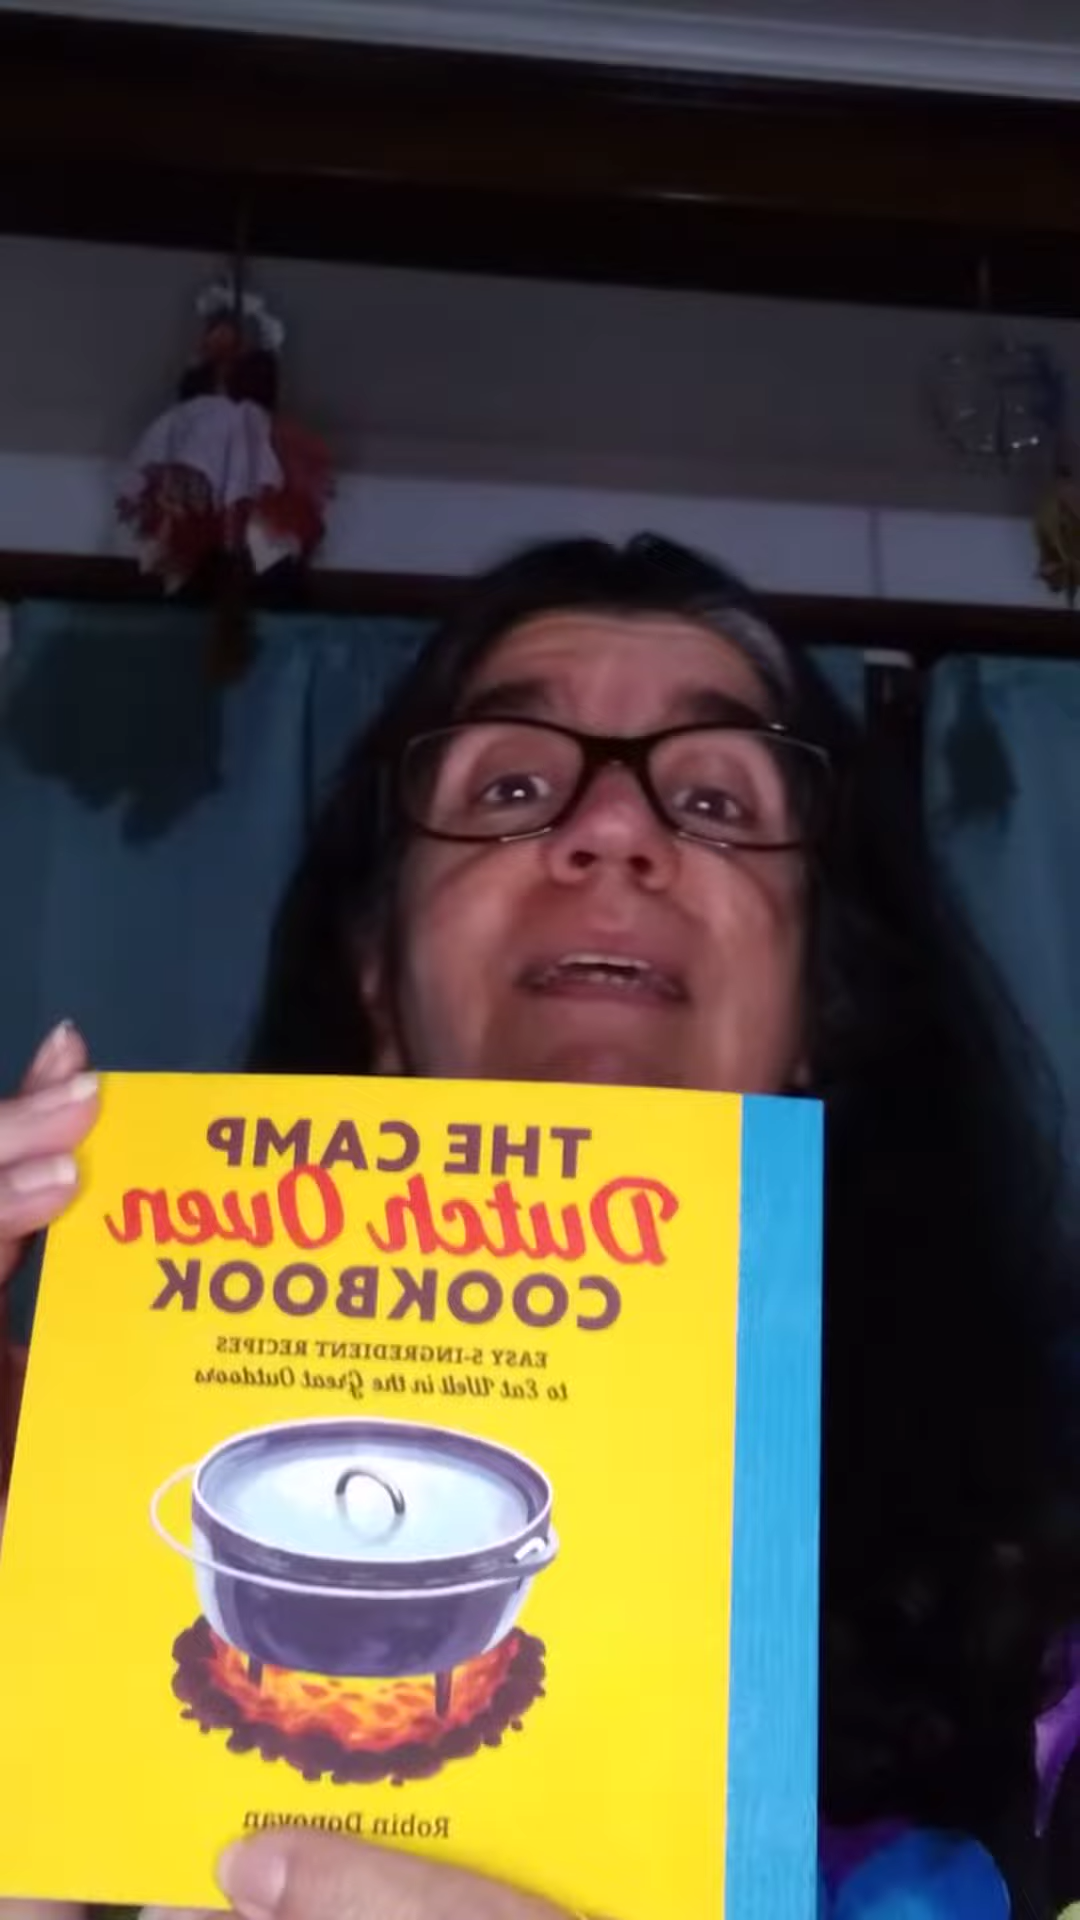 THE CAMP
Dutch Oven
COOKBOOK
EASY 5-INGREDIENT RECIPES
to Eat Well in the Great Outdoors
Robin Donovan